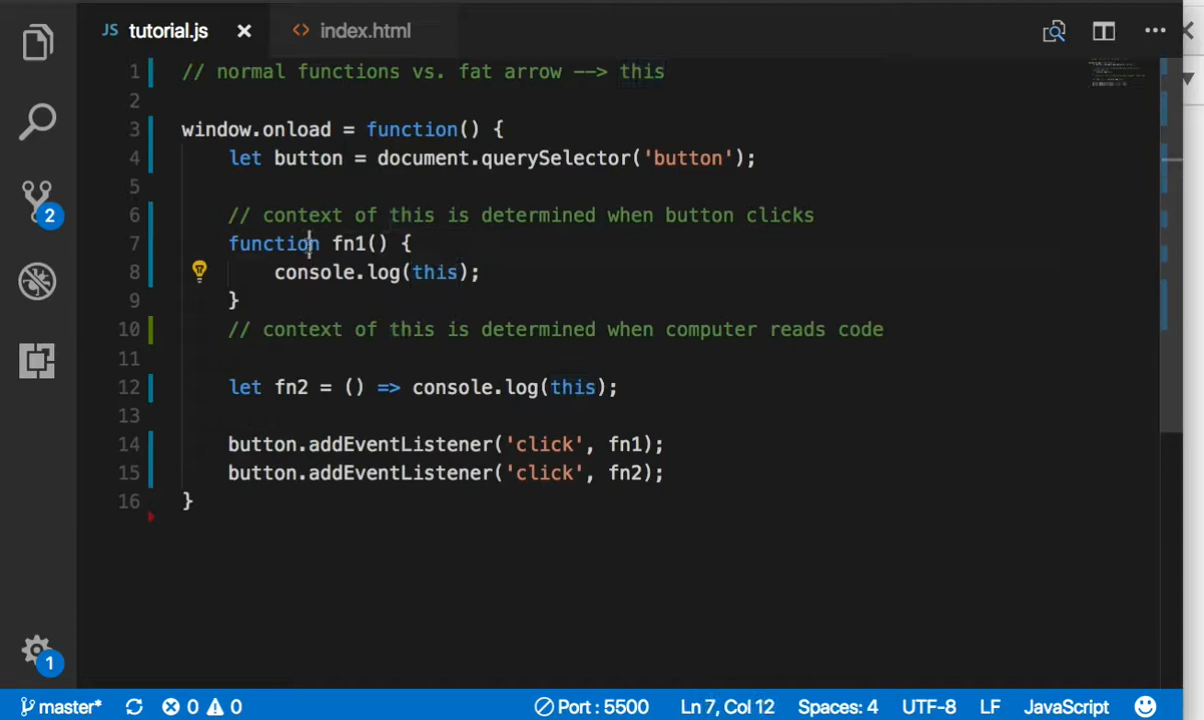 JS tutorial.js × <> index.html ...
1 // normal functions vs. fat arrow --> this
2
3 window.onload = function() {
4 let button = document.querySelector('button');
5
6 // context of this is determined when button clicks
7 function fn1() {
8 console.log(this);
9 }
10 // context of this is determined when computer reads code
11
12 let fn2 = () => console.log(this);
13
14 button.addEventListener('click', fn1);
15 button.addEventListener('click', fn2);
16 }
2
1
master* 0 0 Port : 5500 Ln 7, Col 12 Spaces: 4 UTF-8 LF JavaScript